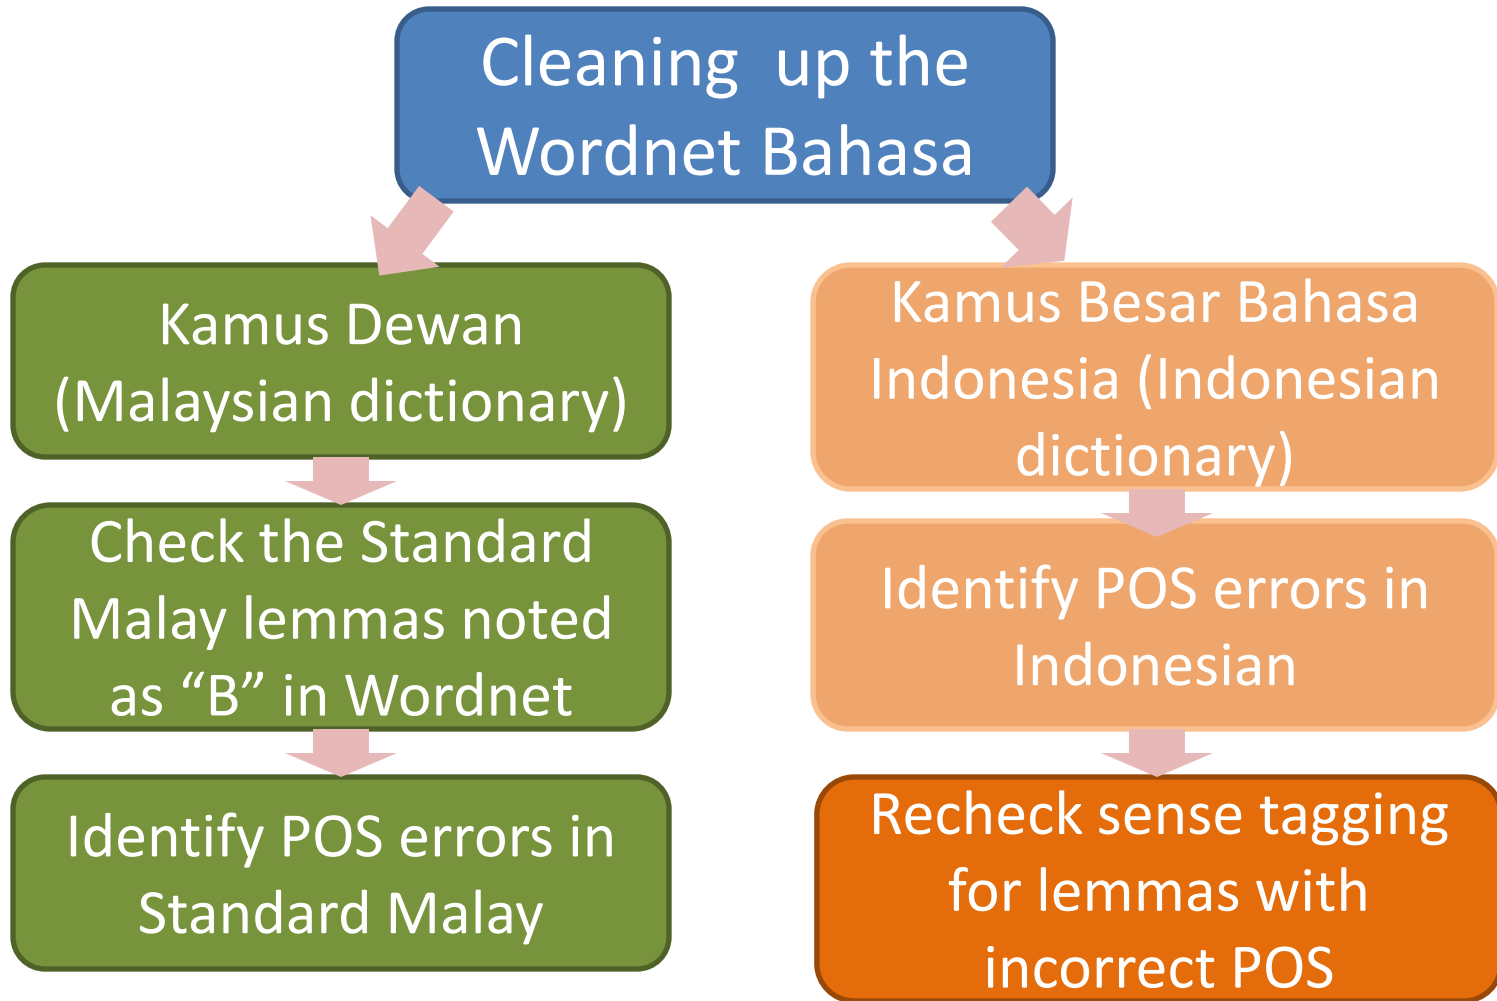 Cleaning  up the
Wordnet Bahasa
Kamus Dewan
(Malaysian dictionary)
Check the Standard
Malay lemmas noted
as “B” in Wordnet
Identify POS errors in
Standard Malay
Kamus Besar Bahasa
Indonesia (Indonesian
dictionary)
Identify POS errors in
Indonesian
Recheck sense tagging
for lemmas with
incorrect POS